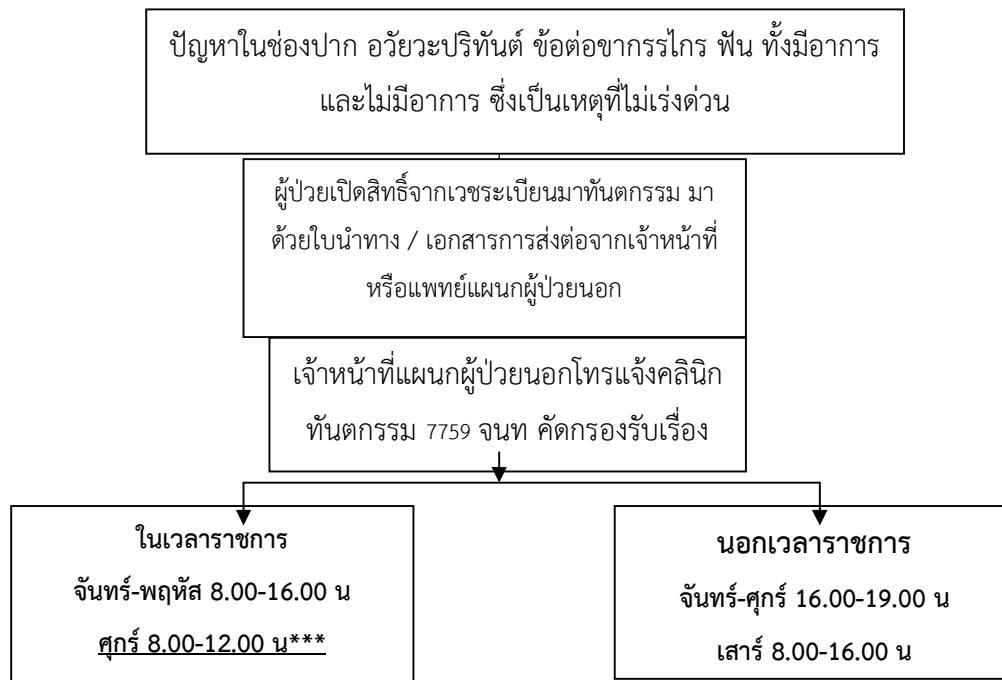 ปัญหาในช่องปาก อวัยวะปริทันต์ ข้อต่อขากรรไกร ฟัน ทั้งมีอาการ
และไม่มีอาการ ซึ่งเป็นเหตุที่ไม่เร่งด่วน
ผู้ป่วยเปิดสิทธิ์จากเวชระเบียนมาทันตกรรม มา
ด้วยใบนำทาง / เอกสารการส่งต่อจากเจ้าหน้าที่
หรือแพทย์แผนกผู้ป่วยนอก
เจ้าหน้าที่แผนกผู้ป่วยนอกโทรแจ้งคลินิก
ทันตกรรม 7759 จนท คัดกรองรับเรื่อง
ในเวลาราชการ
จันทร์-พฤหัส 8.00-16.00 น
ศุกร์ 8.00-12.00 น***
นอกเวลาราชการ
จันทร์-ศุกร์ 16.00-19.00 น
เสาร์ 8.00-16.00 น